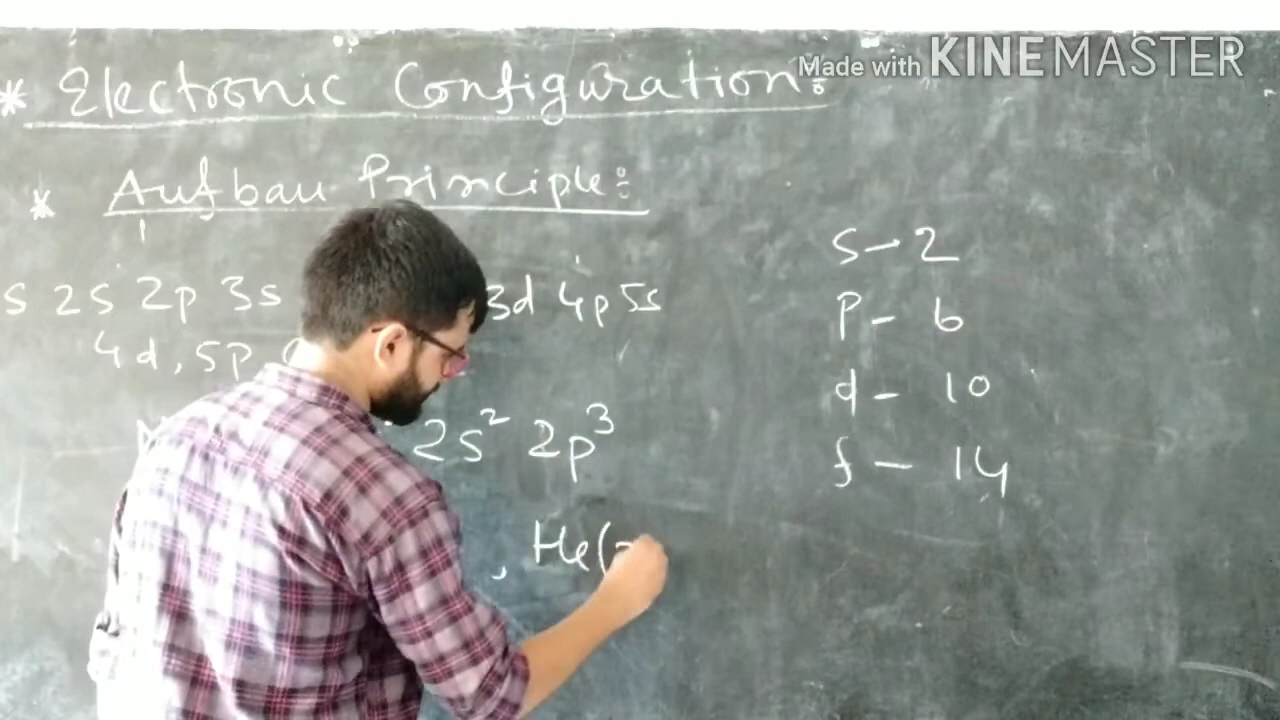 Made with KINEMASTER
* Electronic Configuration:
* Aufbau Principle:
s 2s 2p 3s 3d 4p 5s
4d, 5p
2s² 2p³
, He(
s - 2
p - 6
d - 10
f - 14